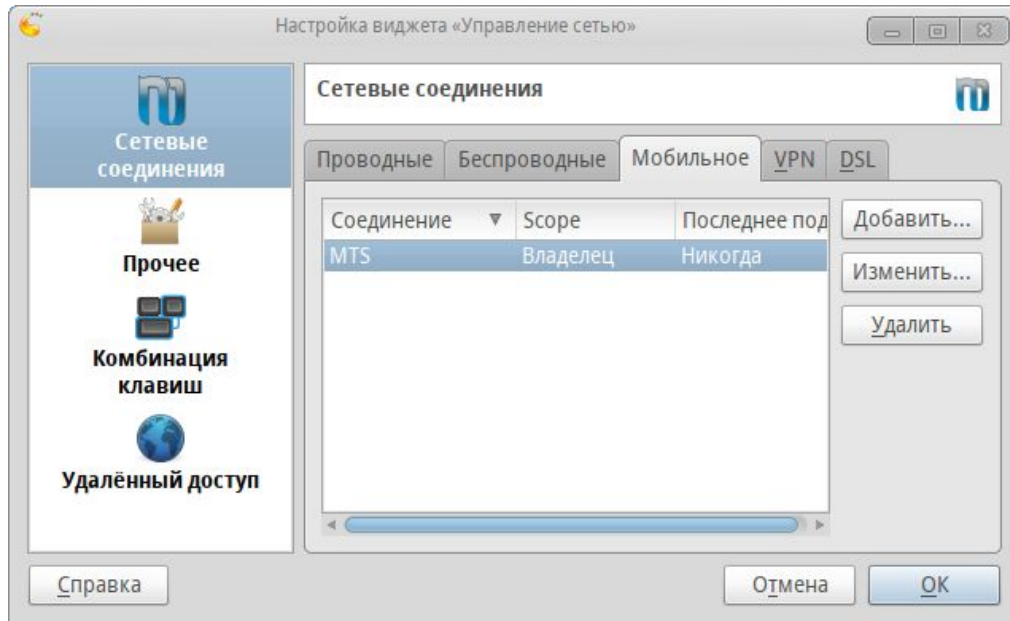 Настройка виджета «Управление сетью»
Сетевые
соединения
Прочее
Комбинация
клавиш
Удалённый доступ
Сетевые соединения
Проводные Беспроводные Мобильное VPN DSL
Соединение Scope Последнее под
MTS Владелец Никогда
Добавить...
Изменить...
Удалить
Справка
Отмена OK